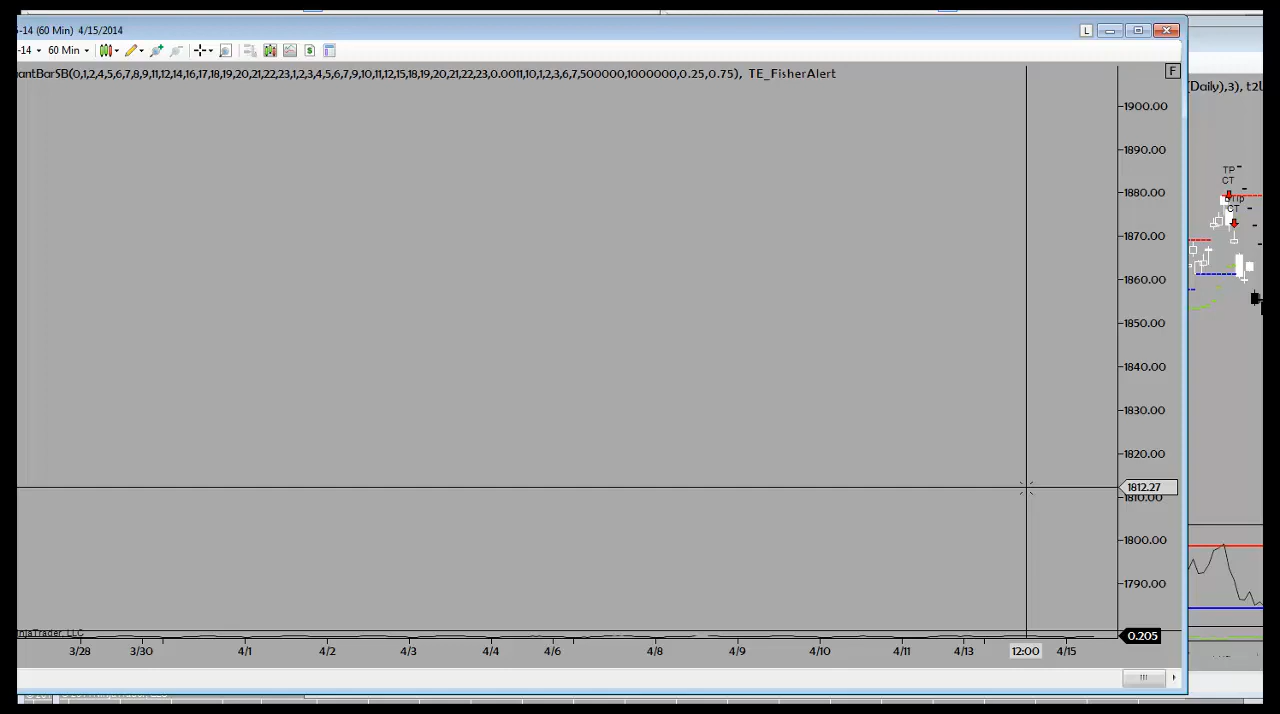 -14 (60 Min) 4/15/2014
L
-14
60 Min
uantBarSB(0,1,2,4,5,6,7,8,9,11,12,14,16,17,18,19,20,21,22,23,1,2,3,4,5,6,7,9,10,11,12,15,18,19,20,21,22,23,0.0011,10,1,2,3,6,7,500000,1000000,0.25,0.75), TE_FisherAlert
F
(Daily),3), t2L
1900.00
1890.00
1880.00
1870.00
1860.00
1850.00
1840.00
1830.00
1820.00
1812.27
1810.00
1800.00
1790.00
TP
CT
CT
njaTrader, LLC
0.205
3/28
3/30
4/1
4/2
4/3
4/4
4/6
4/8
4/9
4/10
4/11
4/13
12:00
4/15